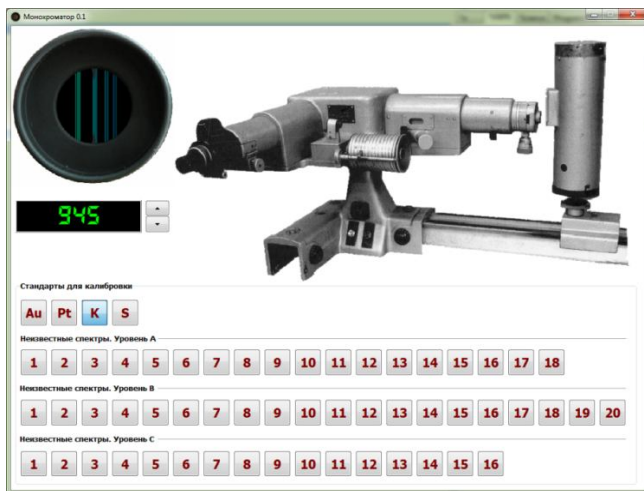 Монохроматор 0.1
945
Стандарты для калибровки
Au Pt K S
Неизвестные спектры. Уровень A
1 2 3 4 5 6 7 8 9 10 11 12 13 14 15 16 17 18
Неизвестные спектры. Уровень B
1 2 3 4 5 6 7 8 9 10 11 12 13 14 15 16 17 18 19 20
Неизвестные спектры. Уровень C
1 2 3 4 5 6 7 8 9 10 11 12 13 14 15 16